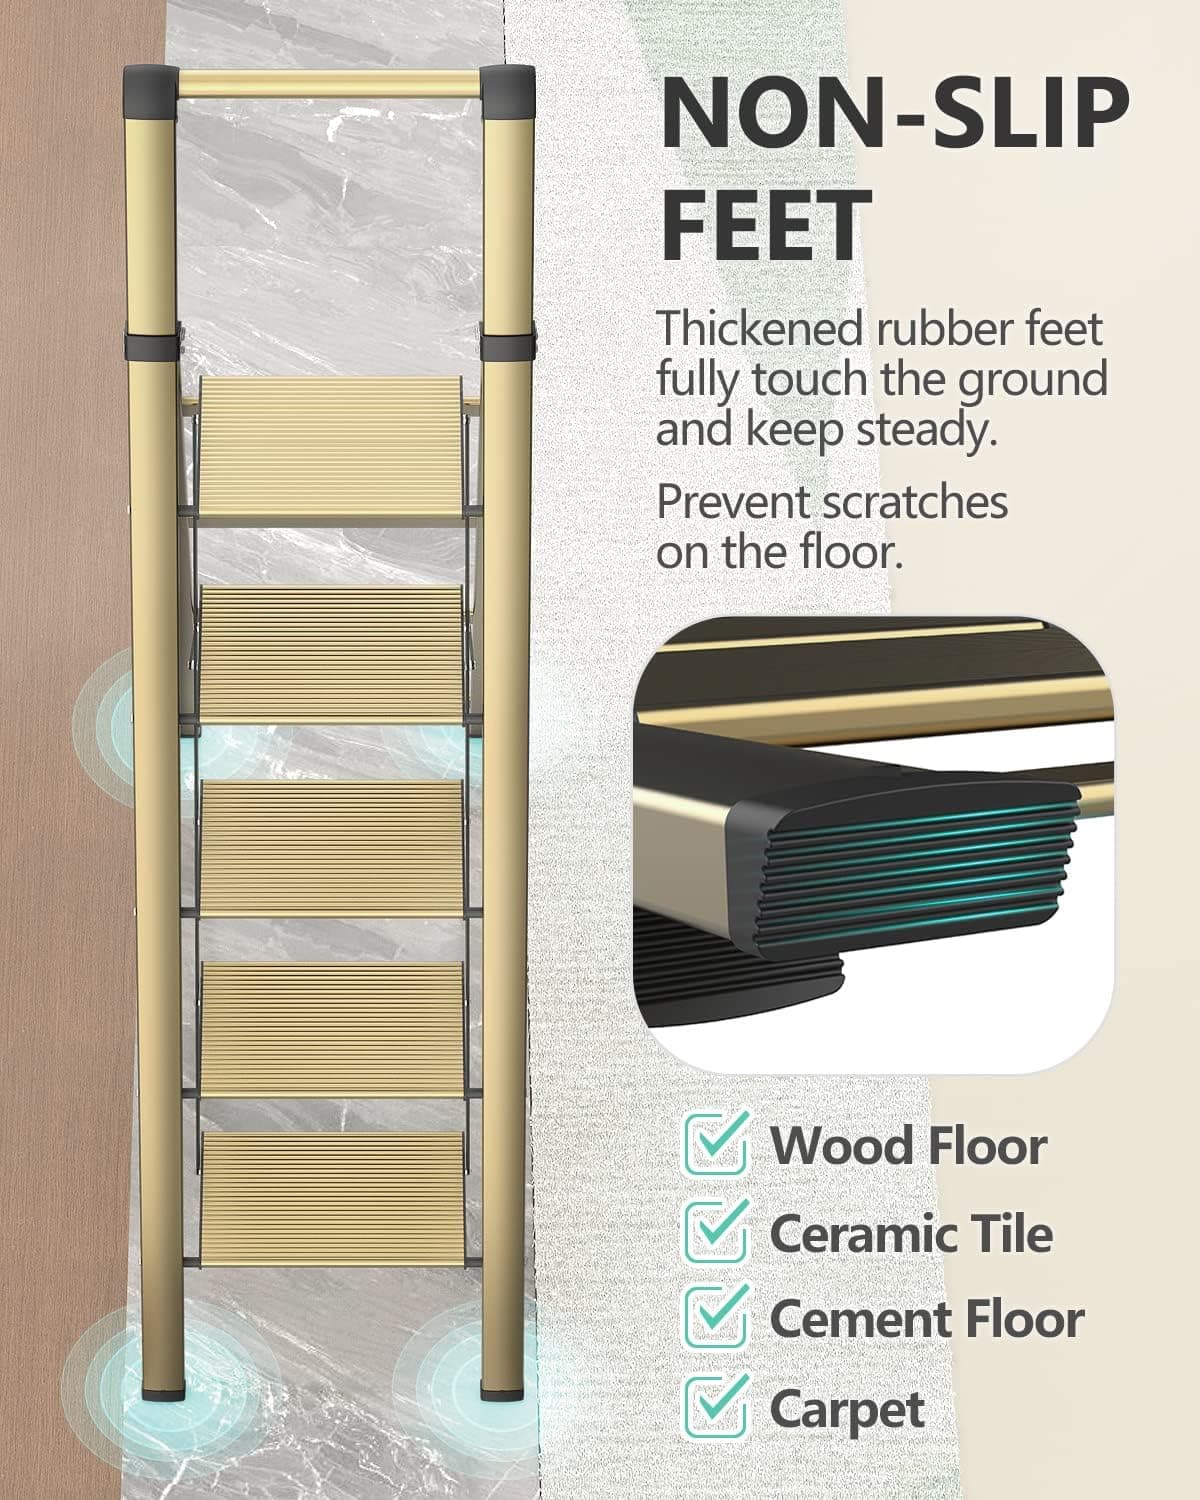 NON-SLIP
FEET
Thickened rubber feet
fully touch the ground
and keep steady.
Prevent scratches
on the floor.
Wood Floor
Ceramic Tile
Cement Floor
Carpet